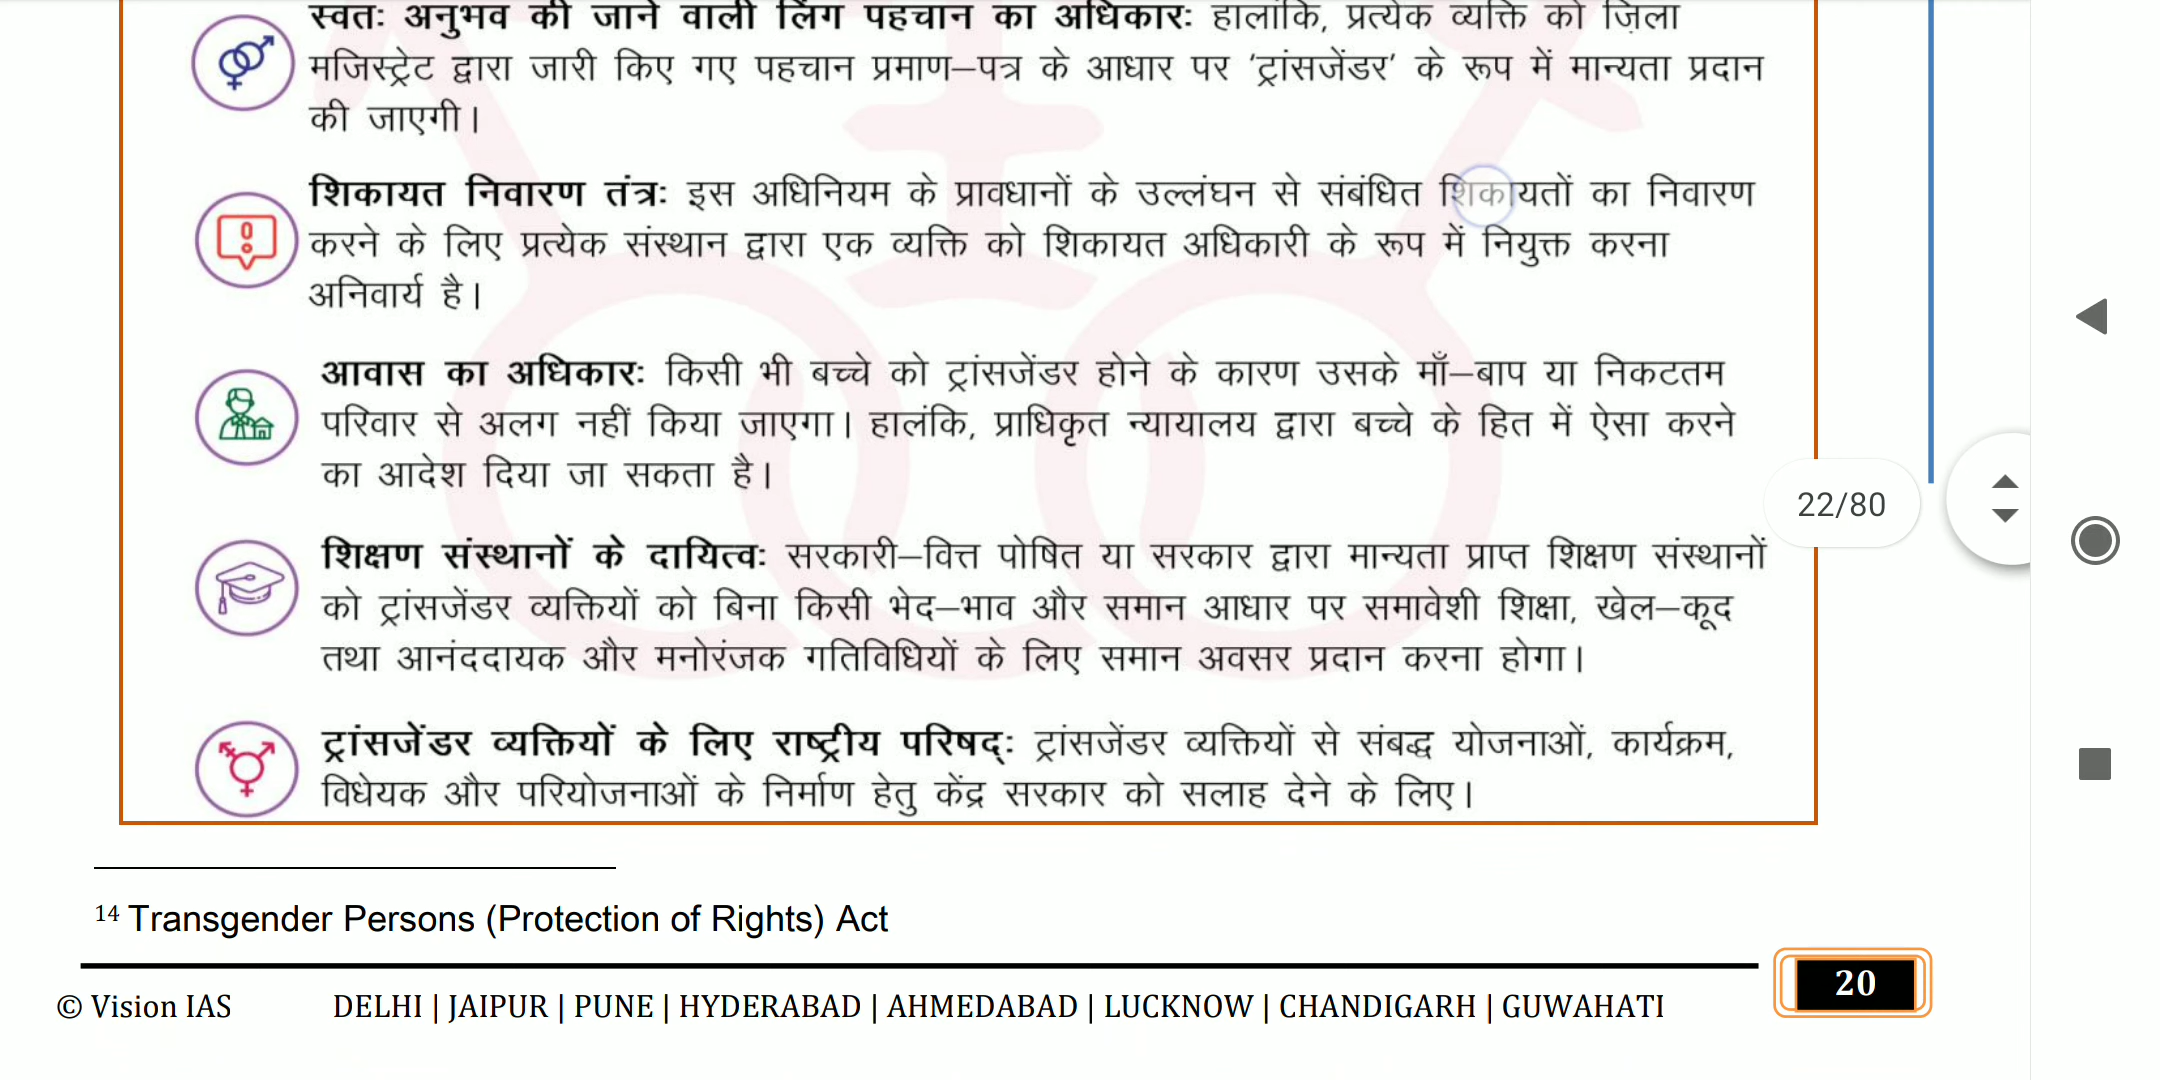 स्वतः अनुभव की जाने वाली लिंग पहचान का अधिकारः हालांकि, प्रत्येक व्यक्ति को ज़िला
मजिस्ट्रेट द्वारा जारी किए गए पहचान प्रमाण–पत्र के आधार पर 'ट्रांसजेंडर' के रूप में मान्यता प्रदान
की जाएगी।
शिकायत निवारण तंत्रः इस अधिनियम के प्रावधानों के उल्लंघन से संबंधित शिकायतों का निवारण
करने के लिए प्रत्येक संस्थान द्वारा एक व्यक्ति को शिकायत अधिकारी के रूप में नियुक्त करना
अनिवार्य है।
आवास का अधिकारः किसी भी बच्चे को ट्रांसजेंडर होने के कारण उसके माँ–बाप या निकटतम
परिवार से अलग नहीं किया जाएगा। हालंकि, प्राधिकृत न्यायालय द्वारा बच्चे के हित में ऐसा करने
का आदेश दिया जा सकता है।
22/80
शिक्षण संस्थानों के दायित्वः सरकारी–वित्त पोषित या सरकार द्वारा मान्यता प्राप्त शिक्षण संस्थानों
को ट्रांसजेंडर व्यक्तियों को बिना किसी भेद–भाव और समान आधार पर समावेशी शिक्षा, खेल–कूद
तथा आनंददायक और मनोरंजक गतिविधियों के लिए समान अवसर प्रदान करना होगा।
ट्रांसजेंडर व्यक्तियों के लिए राष्ट्रीय परिषद्ः ट्रांसजेंडर व्यक्तियों से संबद्ध योजनाओं, कार्यक्रम,
विधेयक और परियोजनाओं के निर्माण हेतु केंद्र सरकार को सलाह देने के लिए।
14 Transgender Persons (Protection of Rights) Act
20
© Vision IAS DELHI | JAIPUR | PUNE | HYDERABAD | AHMEDABAD | LUCKNOW | CHANDIGARH | GUWAHATI